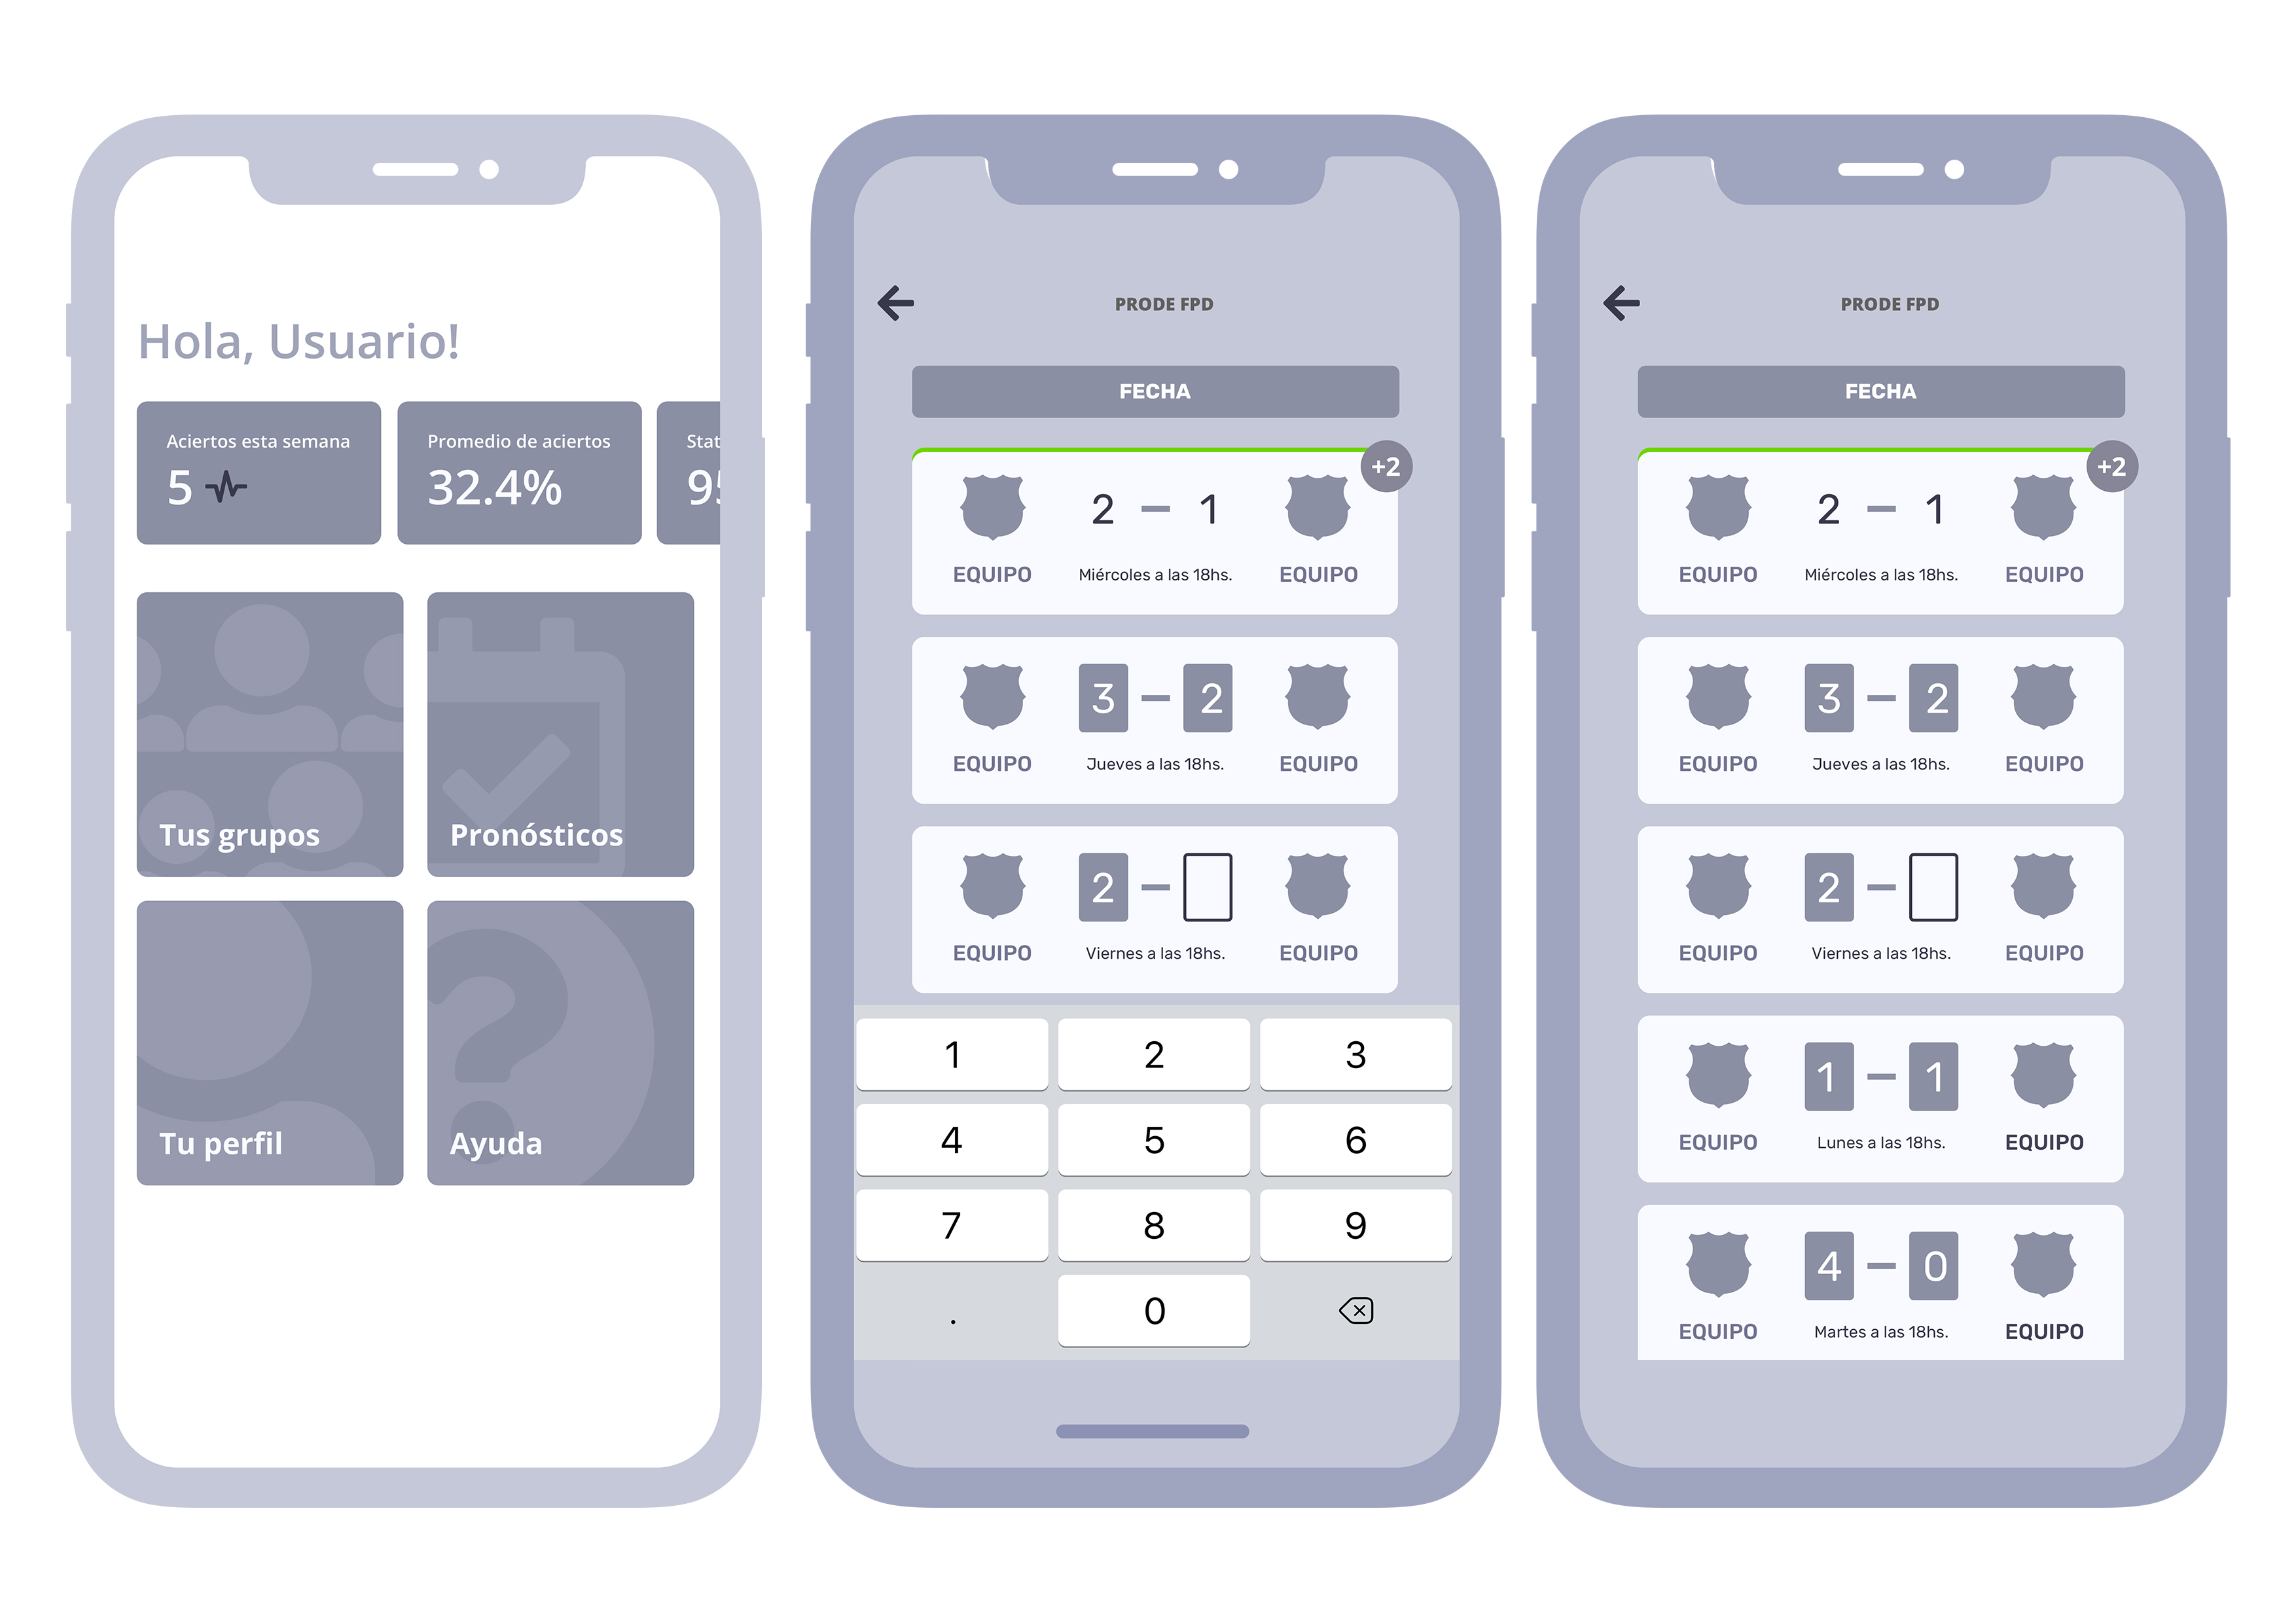 Hola, Usuario!
Aciertos esta semana
5
Promedio de aciertos
32.4%
Stat
95
Tus grupos
Pronósticos
Tu perfil
Ayuda
PRODE FPD
FECHA
+2
2 – 1
EQUIPO Miércoles a las 18hs. EQUIPO
3 – 2
EQUIPO Jueves a las 18hs. EQUIPO
2 –
EQUIPO Viernes a las 18hs. EQUIPO
1 2 3
4 5 6
7 8 9
. 0
PRODE FPD
FECHA
+2
2 – 1
EQUIPO Miércoles a las 18hs. EQUIPO
3 – 2
EQUIPO Jueves a las 18hs. EQUIPO
2 –
EQUIPO Viernes a las 18hs. EQUIPO
1 – 1
EQUIPO Lunes a las 18hs. EQUIPO
4 – 0
EQUIPO Martes a las 18hs. EQUIPO